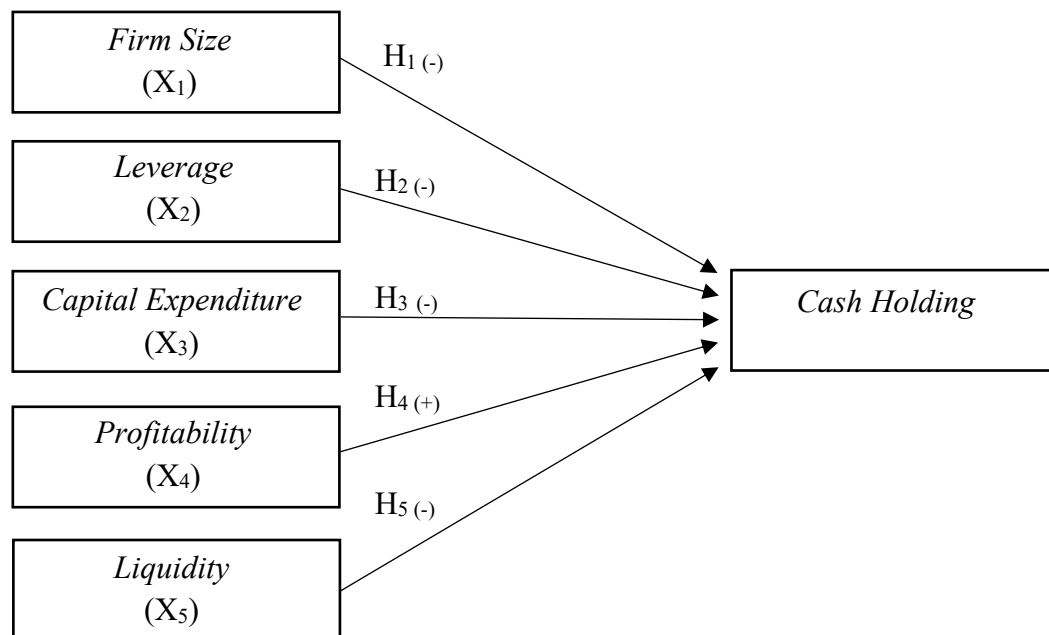 Firm Size
(X₁)
H₁ (-)
Leverage
(X₂)
H₂ (-)
Capital Expenditure
(X₃)
H₃ (-)
Cash Holding
Profitability
(X₄)
H₄ (+)
Liquidity
(X₅)
H₅ (-)